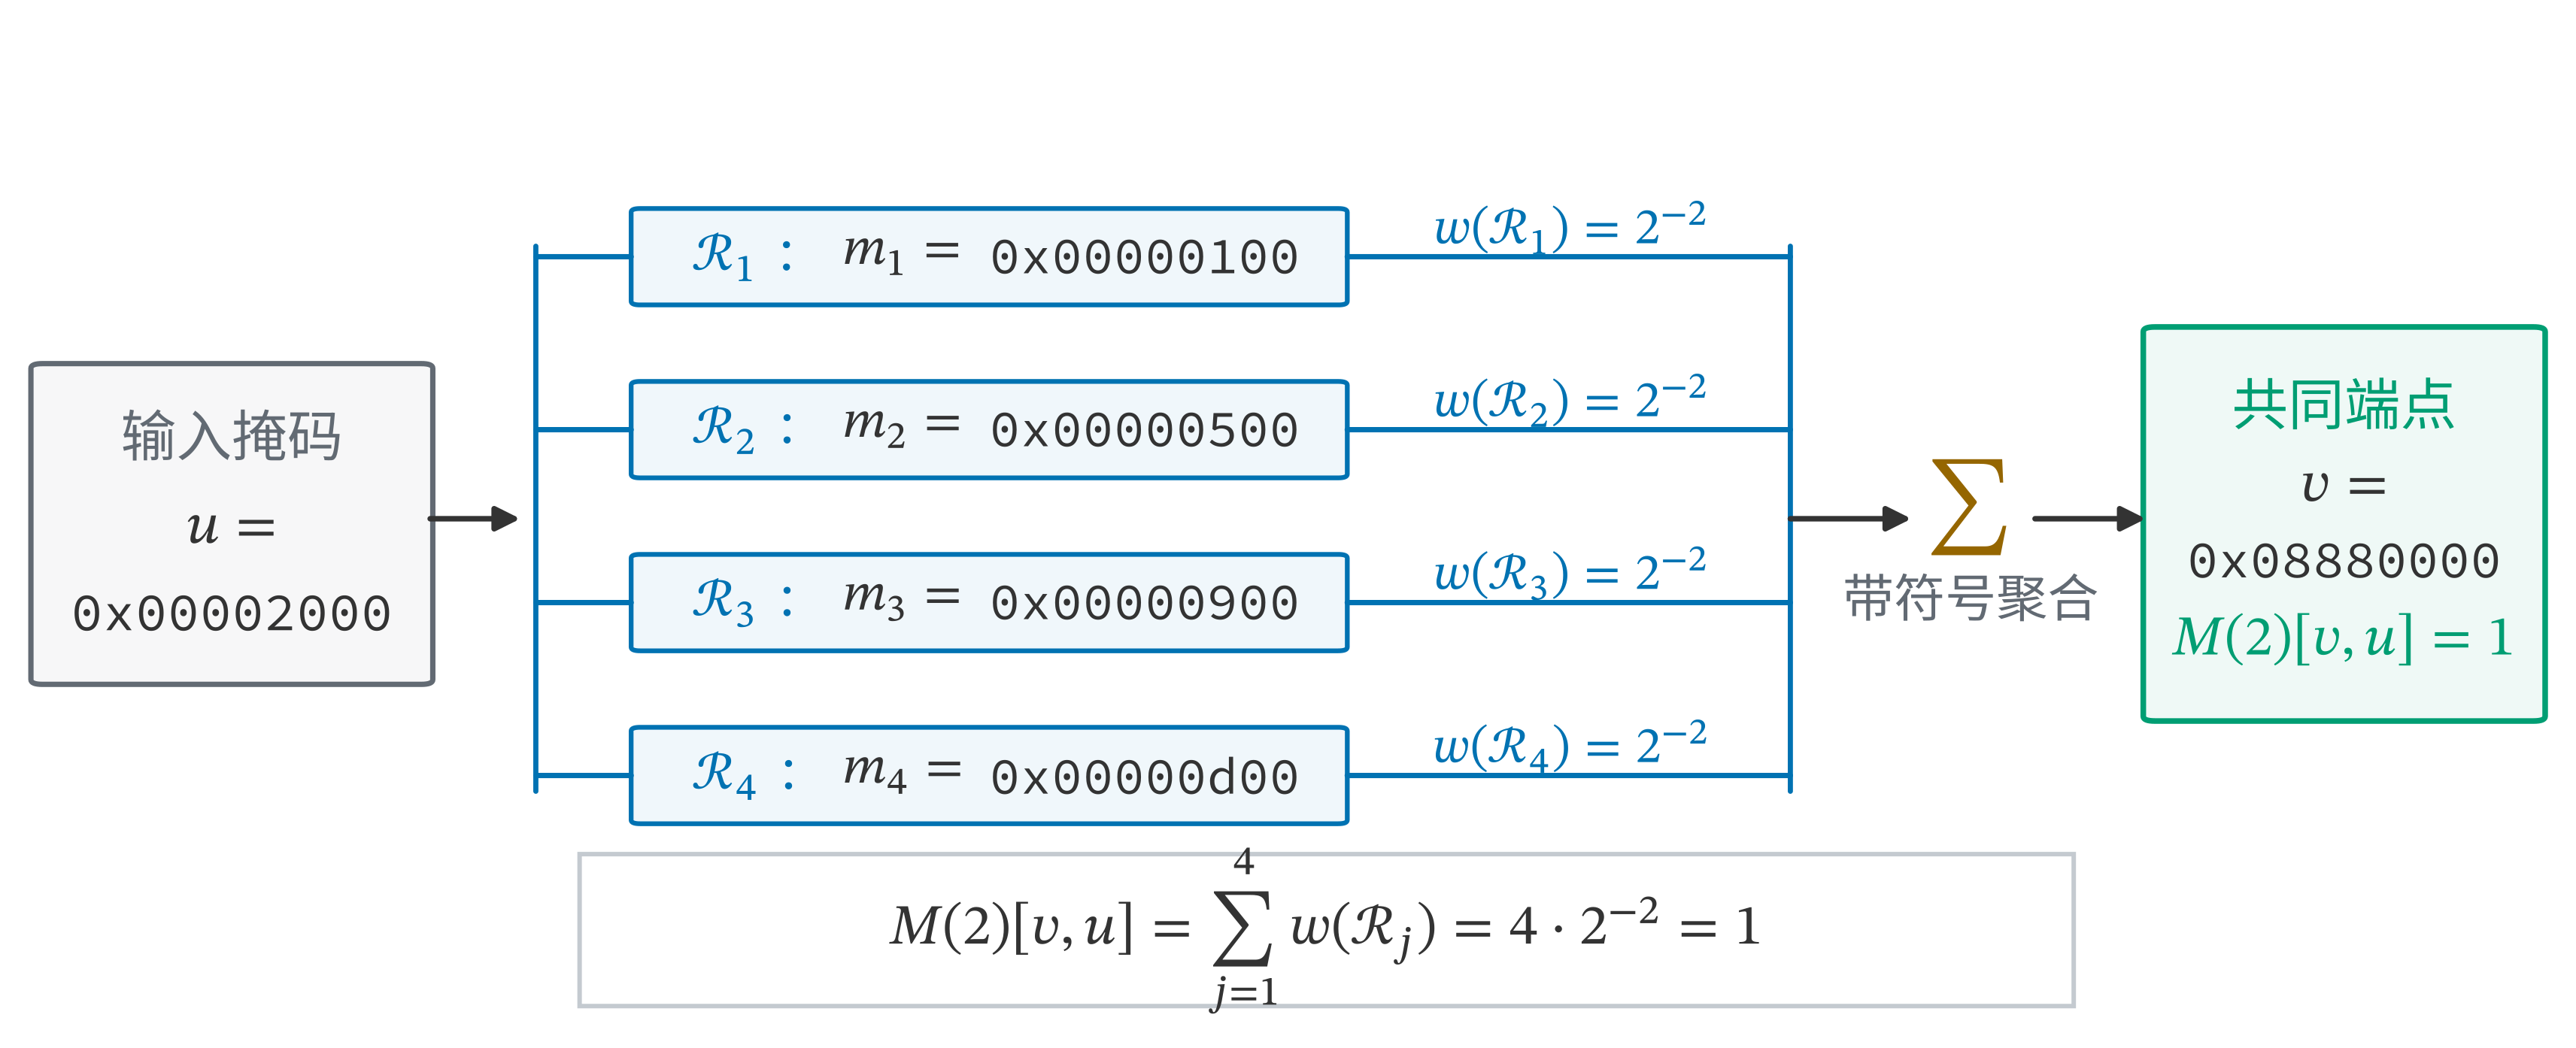 输入掩码
u =
0x00002000
ℛ₁ : m₁ = 0x00000100
w(ℛ₁) = 2⁻²
ℛ₂ : m₂ = 0x00000500
w(ℛ₂) = 2⁻²
ℛ₃ : m₃ = 0x00000900
w(ℛ₃) = 2⁻²
ℛ₄ : m₄ = 0x00000d00
w(ℛ₄) = 2⁻²
∑
带符号聚合
共同端点
v =
0x08880000
M(2)[v, u] = 1
M(2)[v, u] = ∑_{j=1}^{4} w(ℛ_j) = 4 · 2⁻² = 1